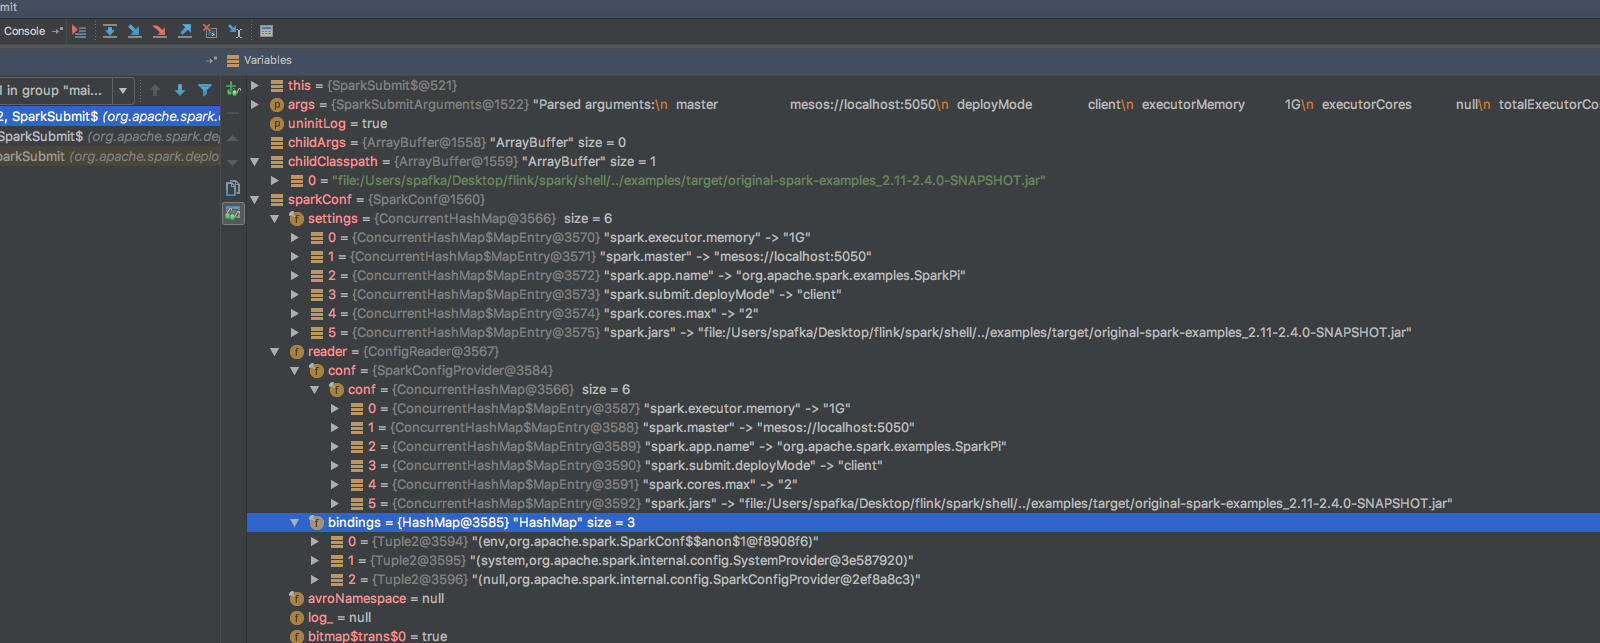 mit
Console
Variables
1 in group "mai...
2, SparkSubmit$ (org.apache.spark.
SparkSubmit$ (org.apache.spark.de
parkSubmit (org.apache.spark.deplo
this = {SparkSubmit$@521}
args = {SparkSubmitArguments@1522} "Parsed arguments:\n master mesos://localhost:5050\n deployMode client\n executorMemory 1G\n executorCores null\n totalExecutorCo
uninitLog = true
childArgs = {ArrayBuffer@1558} "ArrayBuffer" size = 0
childClasspath = {ArrayBuffer@1559} "ArrayBuffer" size = 1
0 = "file:/Users/spafka/Desktop/flink/spark/shell/../examples/target/original-spark-examples_2.11-2.4.0-SNAPSHOT.jar"
sparkConf = {SparkConf@1560}
settings = {ConcurrentHashMap@3566} size = 6
0 = {ConcurrentHashMap$MapEntry@3570} "spark.executor.memory" -> "1G"
1 = {ConcurrentHashMap$MapEntry@3571} "spark.master" -> "mesos://localhost:5050"
2 = {ConcurrentHashMap$MapEntry@3572} "spark.app.name" -> "org.apache.spark.examples.SparkPi"
3 = {ConcurrentHashMap$MapEntry@3573} "spark.submit.deployMode" -> "client"
4 = {ConcurrentHashMap$MapEntry@3574} "spark.cores.max" -> "2"
5 = {ConcurrentHashMap$MapEntry@3575} "spark.jars" -> "file:/Users/spafka/Desktop/flink/spark/shell/../examples/target/original-spark-examples_2.11-2.4.0-SNAPSHOT.jar"
reader = {ConfigReader@3567}
conf = {SparkConfigProvider@3584}
conf = {ConcurrentHashMap@3566} size = 6
0 = {ConcurrentHashMap$MapEntry@3587} "spark.executor.memory" -> "1G"
1 = {ConcurrentHashMap$MapEntry@3588} "spark.master" -> "mesos://localhost:5050"
2 = {ConcurrentHashMap$MapEntry@3589} "spark.app.name" -> "org.apache.spark.examples.SparkPi"
3 = {ConcurrentHashMap$MapEntry@3590} "spark.submit.deployMode" -> "client"
4 = {ConcurrentHashMap$MapEntry@3591} "spark.cores.max" -> "2"
5 = {ConcurrentHashMap$MapEntry@3592} "spark.jars" -> "file:/Users/spafka/Desktop/flink/spark/shell/../examples/target/original-spark-examples_2.11-2.4.0-SNAPSHOT.jar"
bindings = {HashMap@3585} "HashMap" size = 3
0 = {Tuple2@3594} "(env,org.apache.spark.SparkConf$$anon$1@f8908f6)"
1 = {Tuple2@3595} "(system,org.apache.spark.internal.config.SystemProvider@3e587920)"
2 = {Tuple2@3596} "(null,org.apache.spark.internal.config.SparkConfigProvider@2ef8a8c3)"
avroNamespace = null
log_ = null
bitmap$trans$0 = true